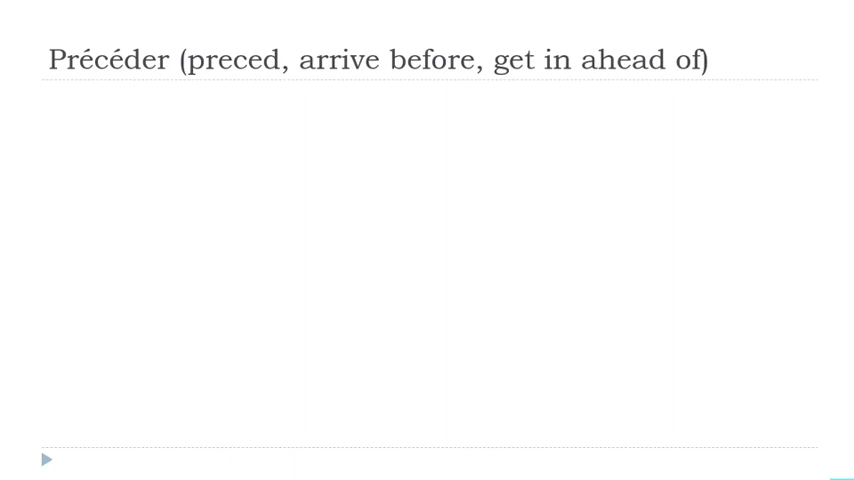 Précéder (preced, arrive before, get in ahead of)